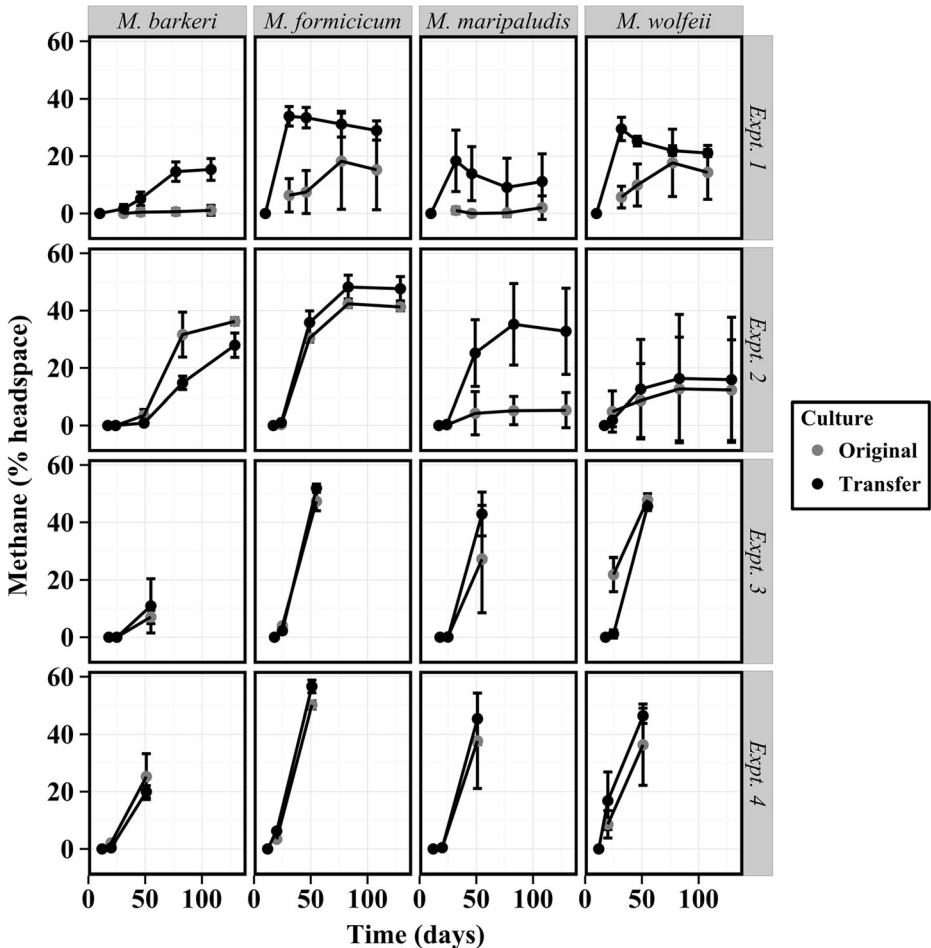 M. barkeri M. formicicum M. maripaludis M. wolfeii
60
40
20
0
Expt. 1
60
40
20
0
Expt. 2
60
40
20
0
Expt. 3
60
40
20
0
Expt. 4
Methane (% headspace)
0 50 100 0 50 100 0 50 100 0 50 100
Time (days)
Culture
Original
Transfer